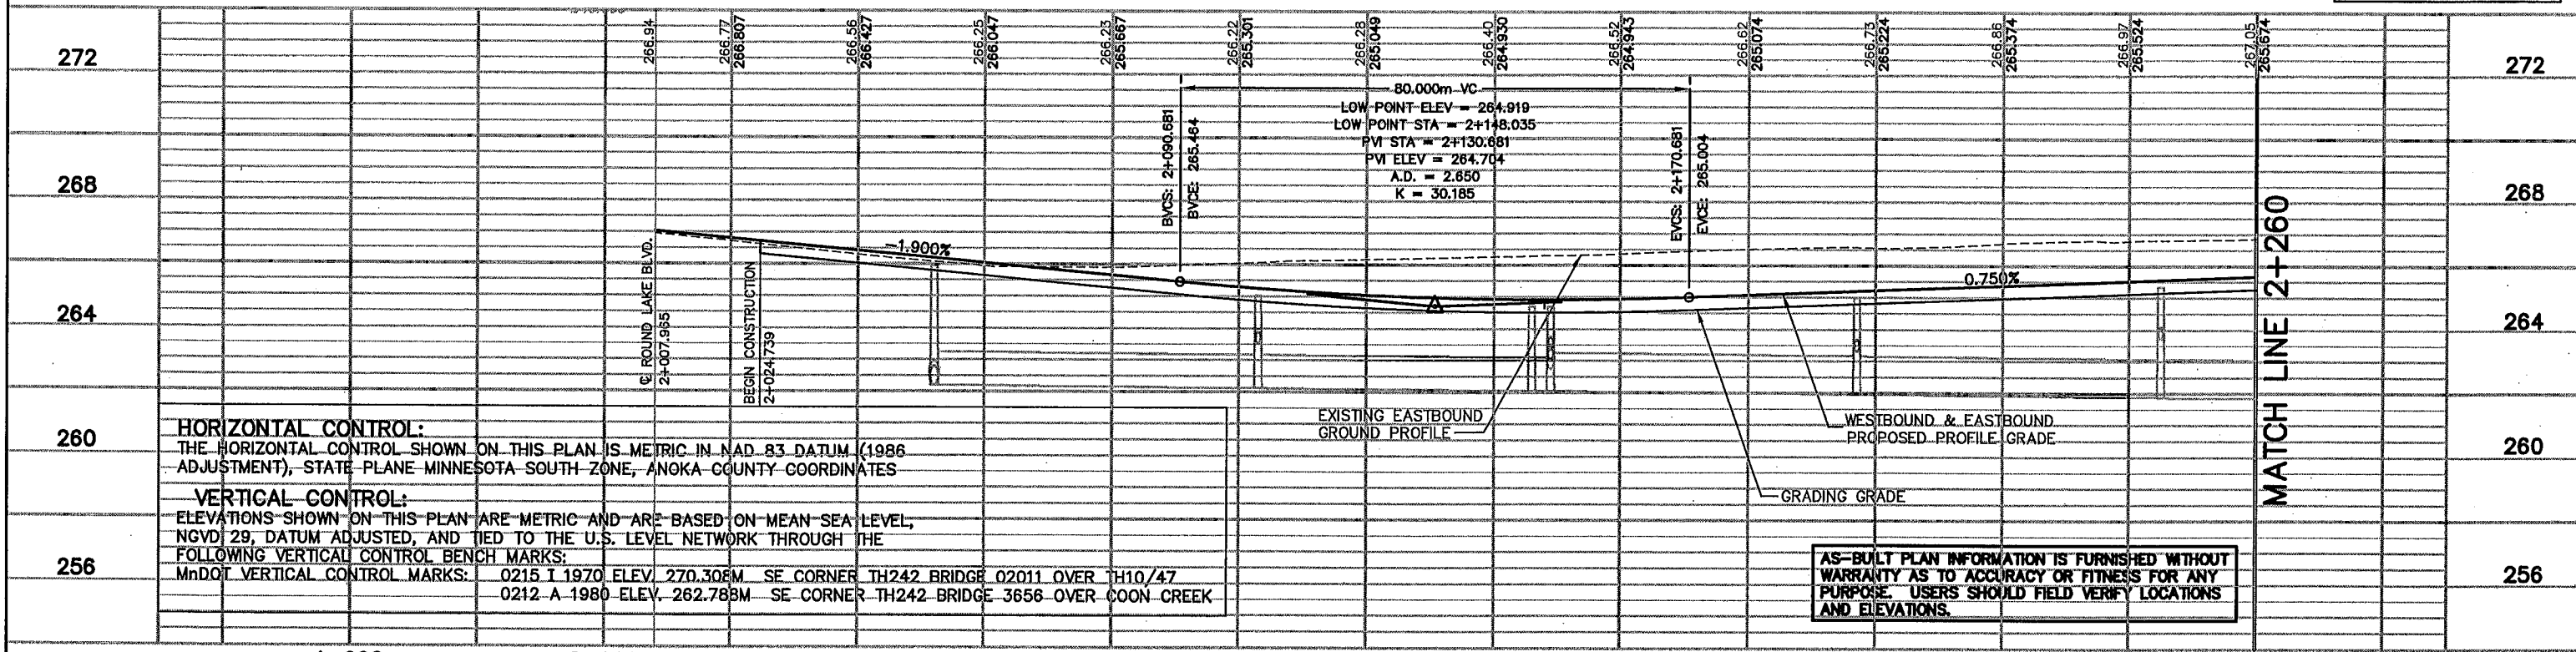 266.94
266.77
266.807
266.56
266.427
266.25
266.047
266.23
265.667
266.22
265.301
266.28
265.049
266.40
264.930
266.52
264.943
266.62
265.074
266.73
265.224
266.86
265.374
266.97
265.524
267.05
265.674
272
272
80.000m VC
LOW POINT ELEV = 264.919
LOW POINT STA = 2+148.035
PVI STA = 2+130.681
PVI ELEV = 264.704
A.D. = 2.650
K = 30.185
BVCS: 2+090.681
BVCE: 265.464
EVCS: 2+170.681
EVCE: 265.004
268
268
-1.900%
0.750%
264
264
℄ ROUND LAKE BLVD.
2+007.965
BEGIN CONSTRUCTION
2+024.739
MATCH LINE 2+260
EXISTING EASTBOUND
GROUND PROFILE
WESTBOUND & EASTBOUND
PROPOSED PROFILE GRADE
GRADING GRADE
260
260
HORIZONTAL CONTROL:
THE HORIZONTAL CONTROL SHOWN ON THIS PLAN IS METRIC IN NAD 83 DATUM (1986
ADJUSTMENT), STATE PLANE MINNESOTA SOUTH ZONE, ANOKA COUNTY COORDINATES
VERTICAL CONTROL:
ELEVATIONS SHOWN ON THIS PLAN ARE METRIC AND ARE BASED ON MEAN SEA LEVEL,
NGVD 29, DATUM ADJUSTED, AND TIED TO THE U.S. LEVEL NETWORK THROUGH THE
FOLLOWING VERTICAL CONTROL BENCH MARKS:
MnDOT VERTICAL CONTROL MARKS: 0215 I 1970 ELEV. 270.308M SE CORNER TH242 BRIDGE 02011 OVER TH10/47
0212 A 1980 ELEV. 262.788M SE CORNER TH242 BRIDGE 3656 OVER COON CREEK
256
256
AS-BUILT PLAN INFORMATION IS FURNISHED WITHOUT
WARRANTY AS TO ACCURACY OR FITNESS FOR ANY
PURPOSE. USERS SHOULD FIELD VERIFY LOCATIONS
AND ELEVATIONS.